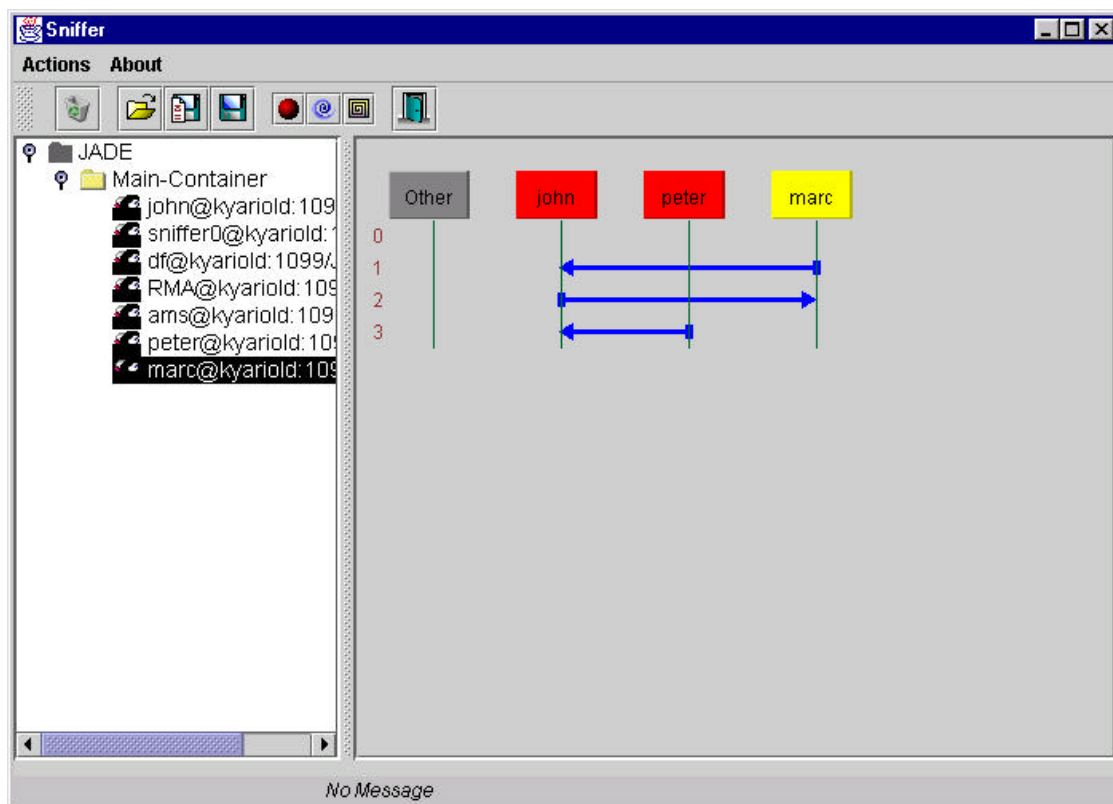 Sniffer
Actions About
JADE
Main-Container
john@kyariold:109
sniffer0@kyariold:1
df@kyariold:1099/J
RMA@kyariold:109
ams@kyariold:109
peter@kyariold:109
marc@kyariold:109
Other john peter marc
0
1
2
3
No Message